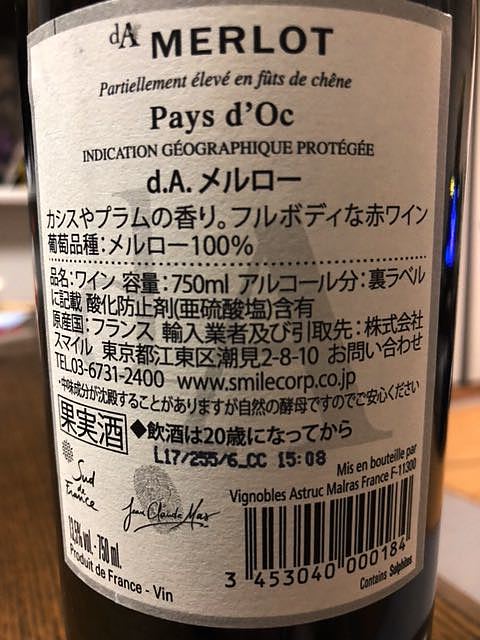 dA MERLOT
Partiellement élevé en fûts de chêne
Pays d'Oc
INDICATION GÉOGRAPHIQUE PROTÉGÉE
d.A. メルロー
カシスやプラムの香り。フルボディな赤ワイン
葡萄品種：メルロー100%
品名：ワイン 容量：750ml アルコール分：裏ラベル
に記載 酸化防止剤(亜硫酸塩)含有
原産国：フランス 輸入業者及び引取先：株式会社
スマイル 東京都江東区潮見2-8-10 お問い合わせ
TEL.03-6731-2400 www.smilecorp.co.jp
・中味成分が沈殿することがありますが自然の酵母ですのでご安心ください
果実酒 ◆飲酒は20歳になってから
L17/255/6_CC 15:08
Mis en bouteille par
Vignobles Astruc Malras France F-11300
Sud
de
France
Jean Claude Mas
13,5% vol. - 750 ml.
Produit de France - Vin
3 453040 000184
Contains Sulphites